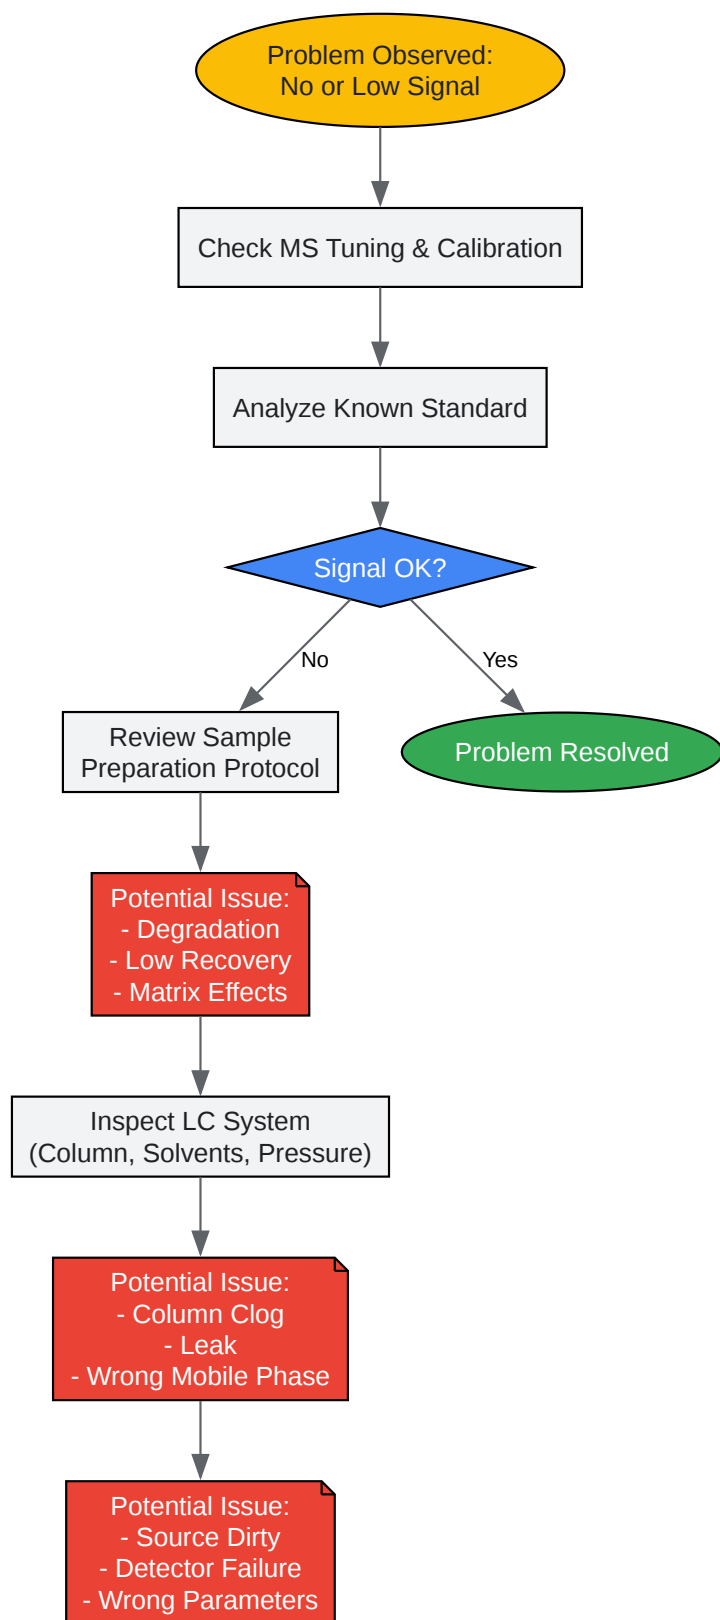 Problem Observed:
No or Low Signal
Check MS Tuning & Calibration
Analyze Known Standard
Signal OK?
No
Yes
Review Sample
Preparation Protocol
Problem Resolved
Potential Issue:
- Degradation
- Low Recovery
- Matrix Effects
Inspect LC System
(Column, Solvents, Pressure)
Potential Issue:
- Column Clog
- Leak
- Wrong Mobile Phase
Potential Issue:
- Source Dirty
- Detector Failure
- Wrong Parameters